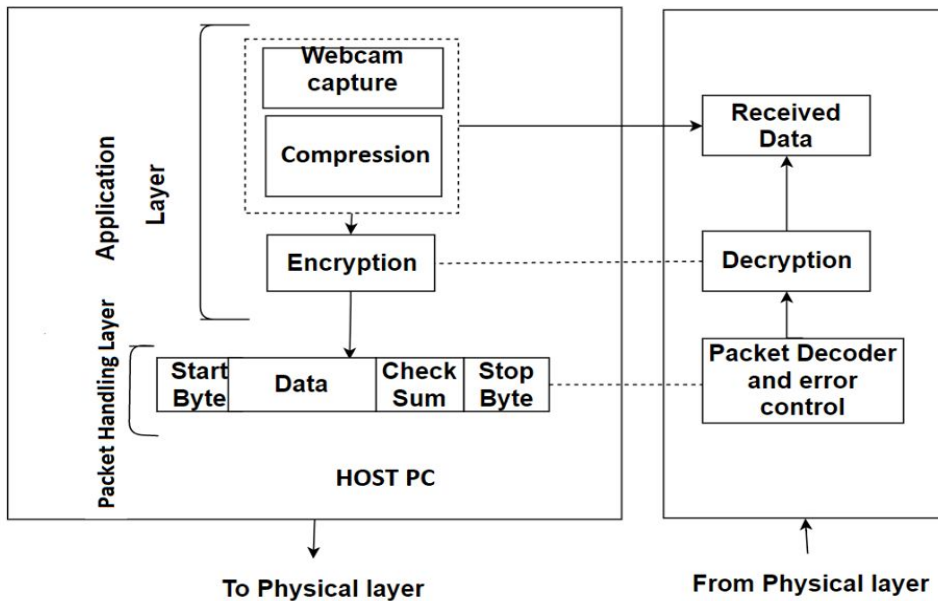 Webcam
capture
Compression
Application
Layer
Encryption
Packet Handling Layer
Start
Byte
Data
Check
Sum
Stop
Byte
HOST PC
To Physical layer
Received
Data
Decryption
Packet Decoder
and error
control
From Physical layer